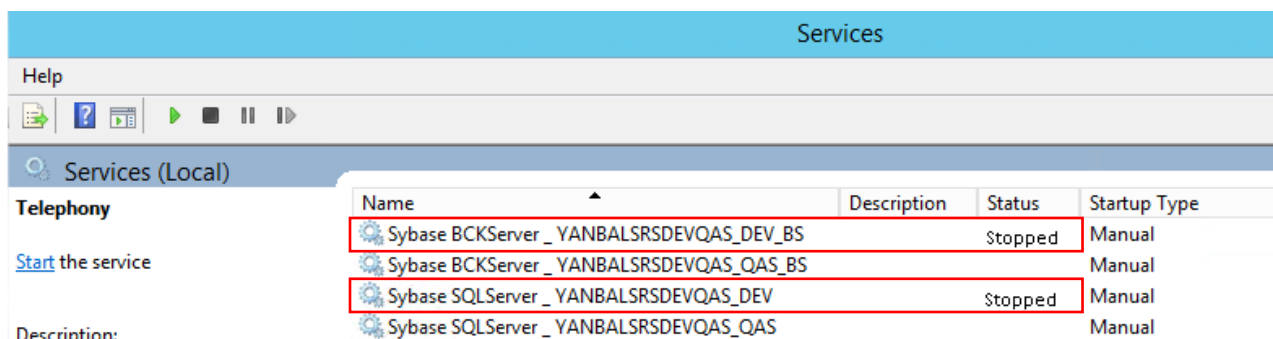 Services
Help
Services (Local)
Telephony
Start the service
Description:
Name Description Status Startup Type
Sybase BCKServer _ YANBALSRSDEVQAS_DEV_BS Stopped Manual
Sybase BCKServer _ YANBALSRSDEVQAS_QAS_BS Manual
Sybase SQLServer _ YANBALSRSDEVQAS_DEV Stopped Manual
Sybase SQLServer _ YANBALSRSDEVQAS_QAS Manual